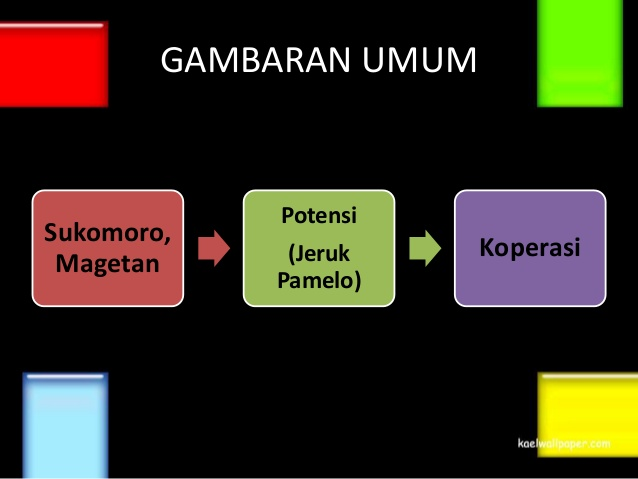 GAMBARAN UMUM
Sukomoro,
Magetan
Potensi
(Jeruk
Pamelo)
Koperasi
kaelwallpaper.com